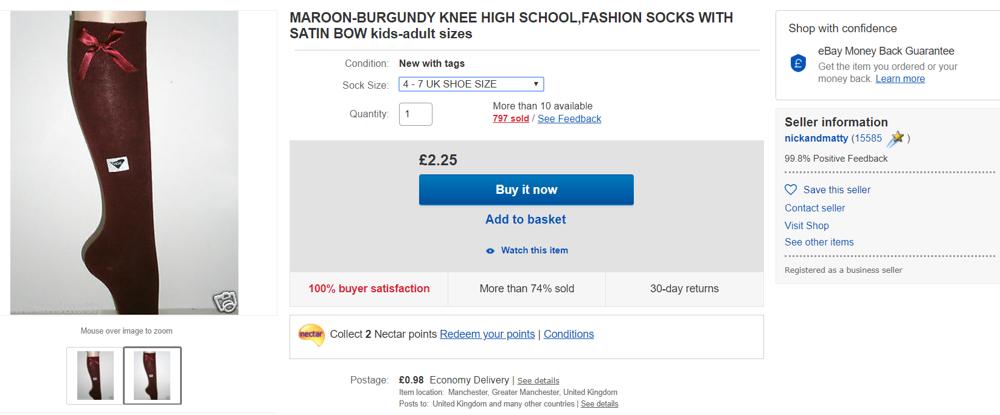 MAROON-BURGUNDY KNEE HIGH SCHOOL,FASHION SOCKS WITH
SATIN BOW kids-adult sizes
Condition: New with tags
Sock Size: 4 - 7 UK SHOE SIZE
Quantity: 1
More than 10 available
797 sold / See Feedback
£2.25
Buy it now
Add to basket
Watch this item
100% buyer satisfaction
More than 74% sold
30-day returns
nectar
Collect 2 Nectar points Redeem your points | Conditions
Postage: £0.98 Economy Delivery | See details
Item location: Manchester, Greater Manchester, United Kingdom
Posts to: United Kingdom and many other countries | See details
Mouse over image to zoom
Shop with confidence
£
eBay Money Back Guarantee
Get the item you ordered or your
money back. Learn more
Seller information
nickandmatty (15585 )
99.8% Positive Feedback
Save this seller
Contact seller
Visit Shop
See other items
Registered as a business seller